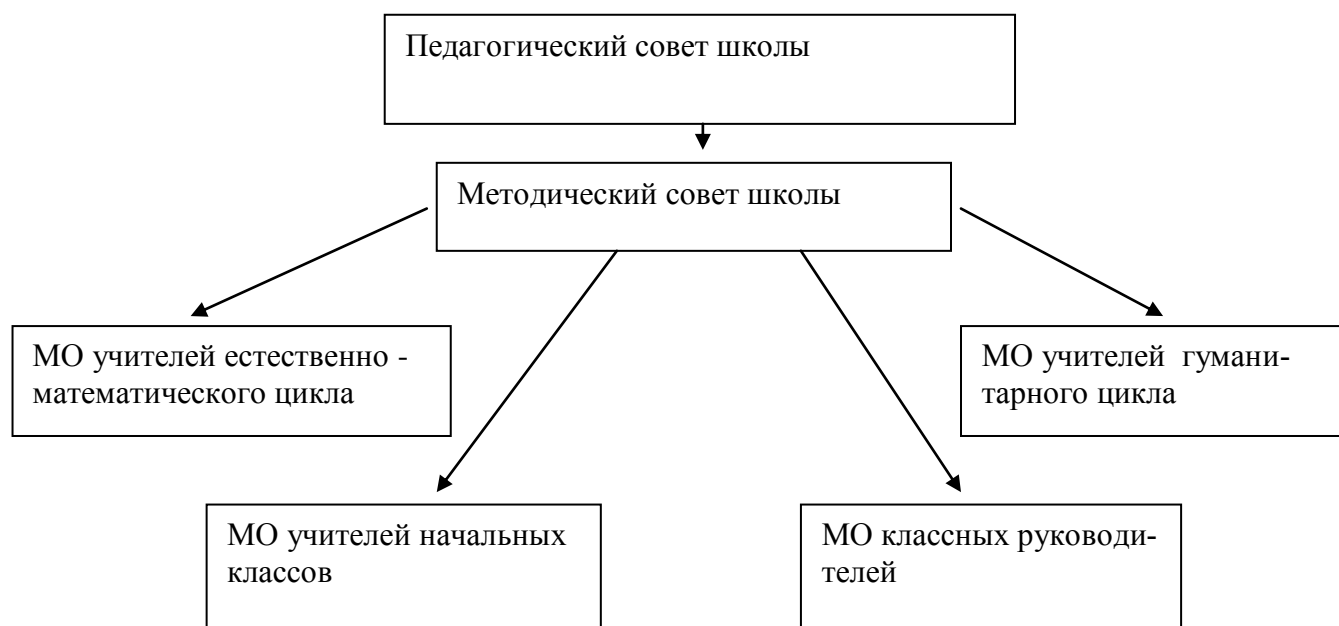 Педагогический совет школы
Методический совет школы
МО учителей естественно -
математического цикла
МО учителей  гумани-
тарного цикла
МО учителей начальных
классов
МО классных руководи-
телей